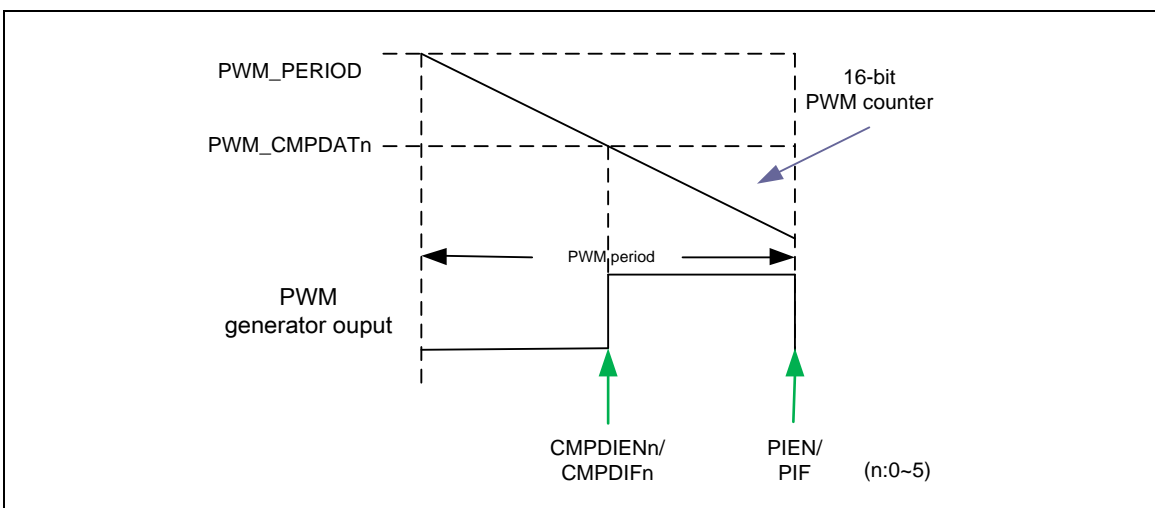 PWM_PERIOD
16-bit
PWM counter
PWM_CMPDATn
PWM period
PWM
generator ouput
CMPDIENn/
CMPDIFn
PIEN/
PIF
(n:0~5)